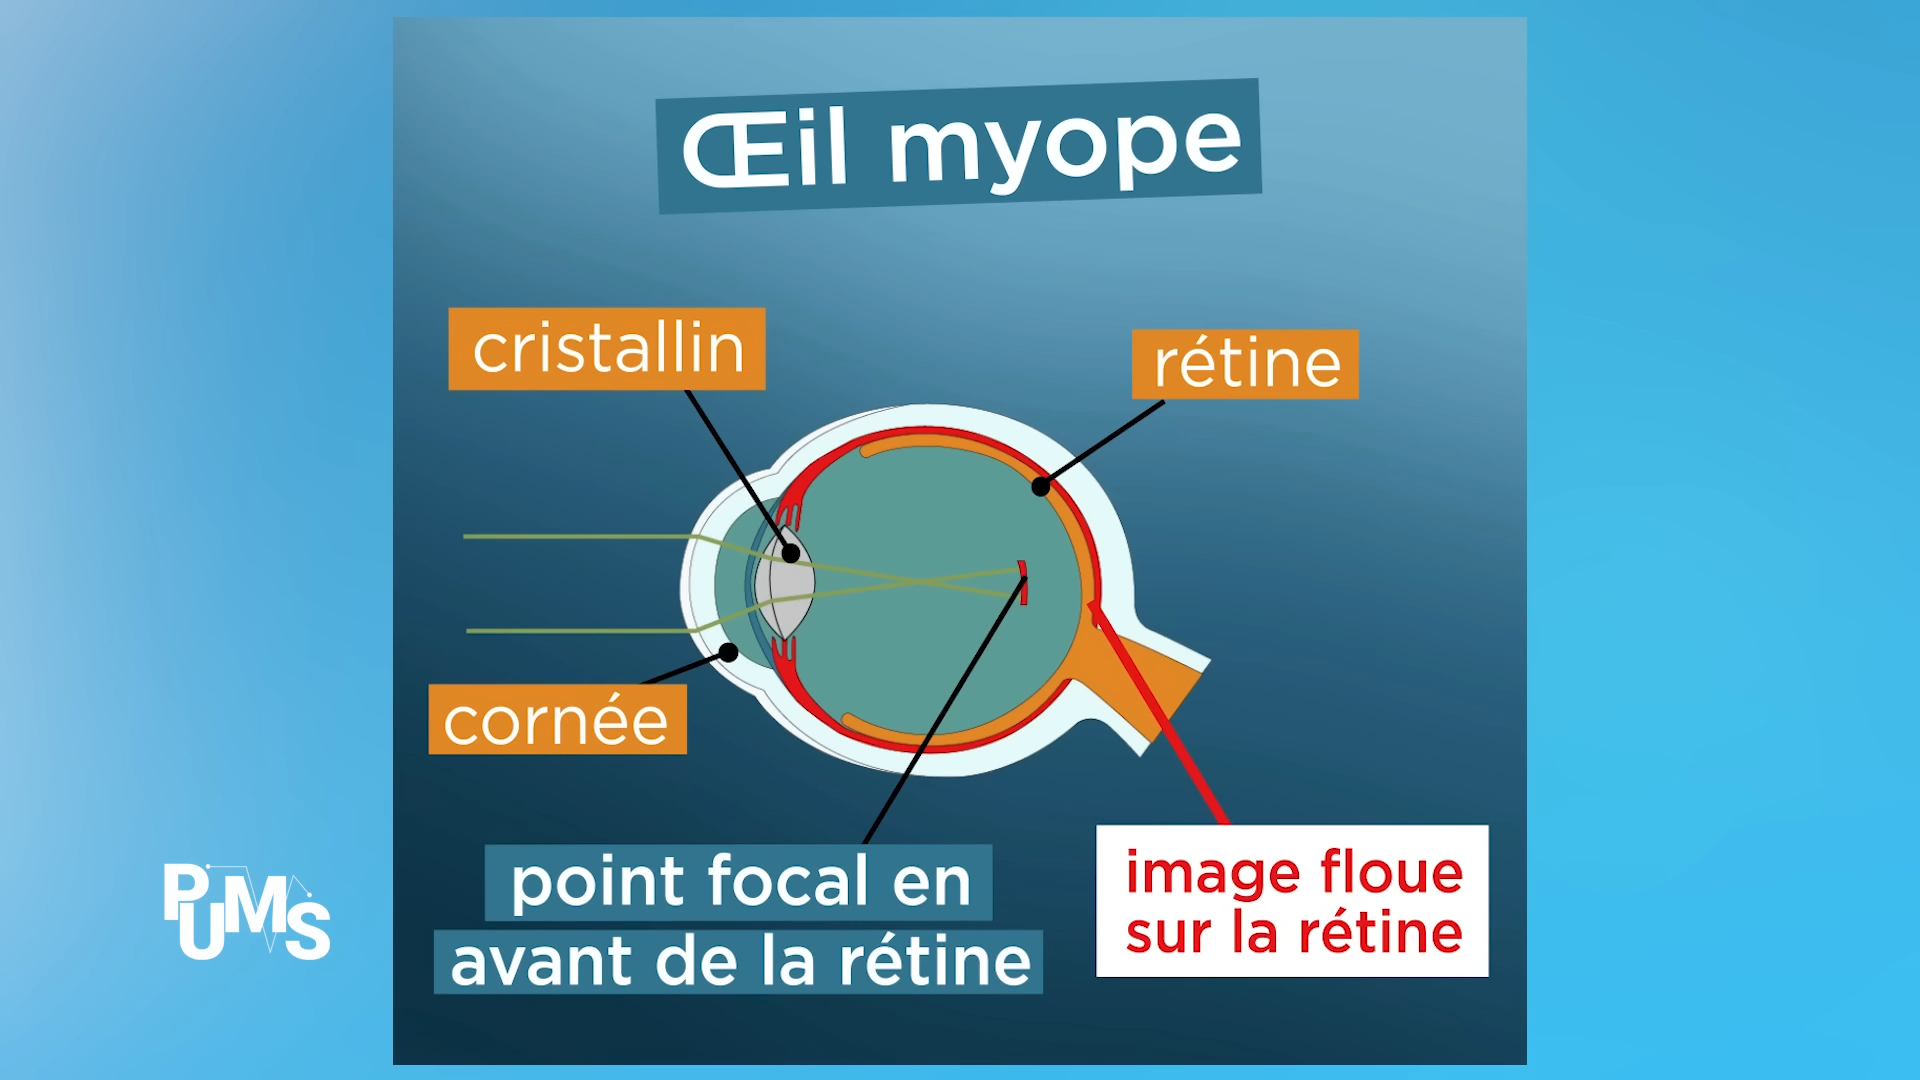 Œil myope
cristallin
rétine
cornée
point focal en
avant de la rétine
image floue
sur la rétine
PUMS